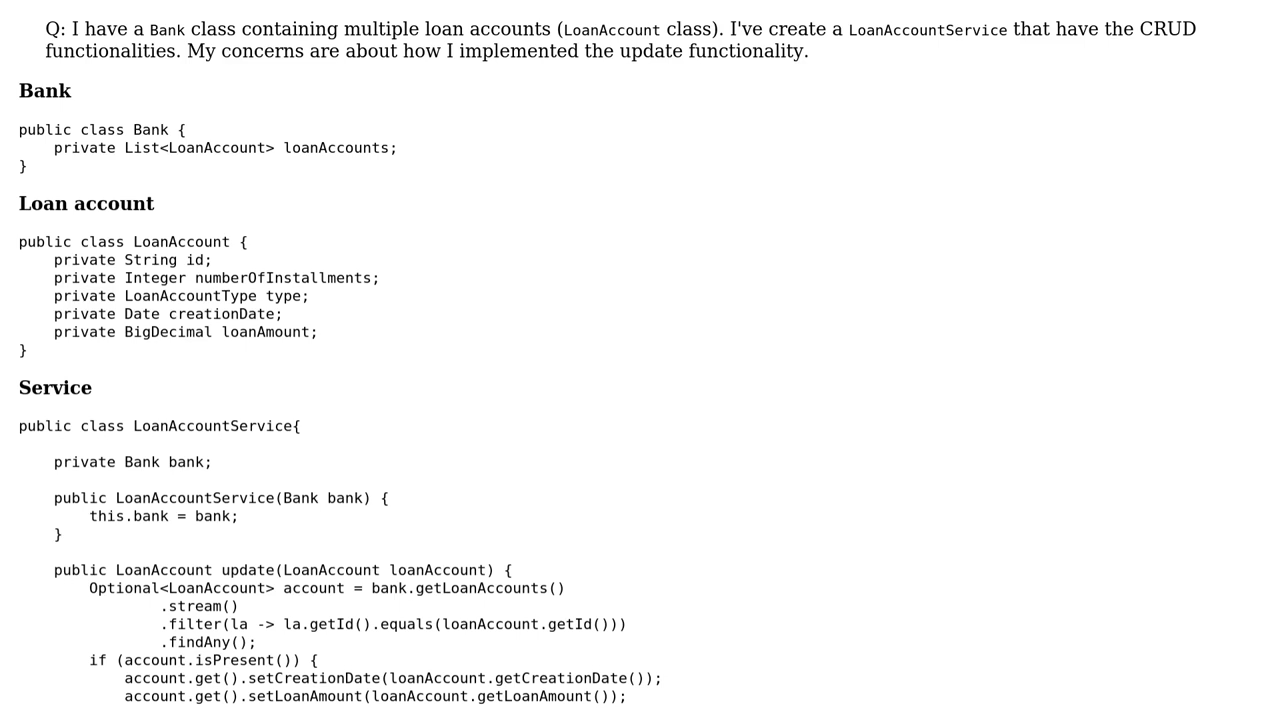 Q: I have a Bank class containing multiple loan accounts (LoanAccount class). I've create a LoanAccountService that have the CRUD
functionalities. My concerns are about how I implemented the update functionality.
Bank
public class Bank {
    private List<LoanAccount> loanAccounts;
}
Loan account
public class LoanAccount {
    private String id;
    private Integer numberOfInstallments;
    private LoanAccountType type;
    private Date creationDate;
    private BigDecimal loanAmount;
}
Service
public class LoanAccountService{
    private Bank bank;
    public LoanAccountService(Bank bank) {
        this.bank = bank;
    }
    public LoanAccount update(LoanAccount loanAccount) {
        Optional<LoanAccount> account = bank.getLoanAccounts()
                .stream()
                .filter(la -> la.getId().equals(loanAccount.getId()))
                .findAny();
        if (account.isPresent()) {
            account.get().setCreationDate(loanAccount.getCreationDate());
            account.get().setLoanAmount(loanAccount.getLoanAmount());